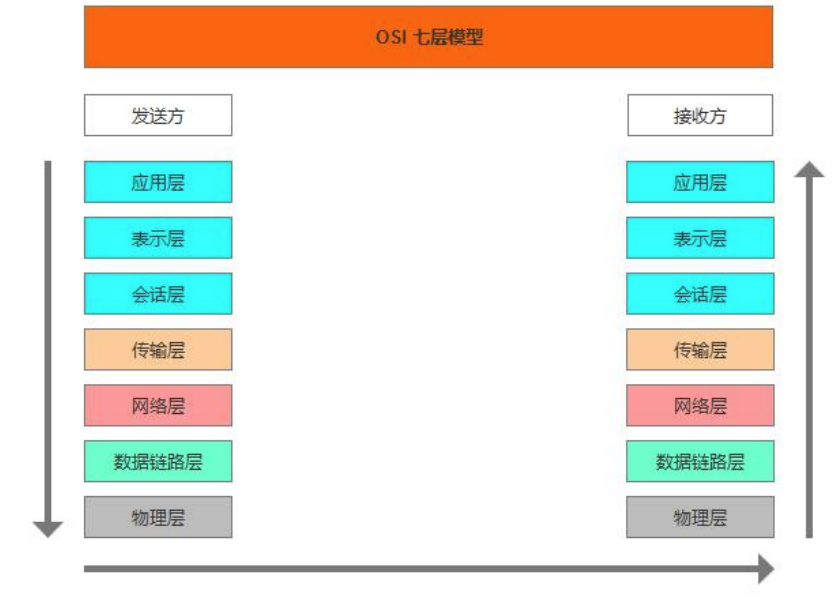 OSI 七层模型
发送方
接收方
应用层
应用层
表示层
表示层
会话层
会话层
传输层
传输层
网络层
网络层
数据链路层
数据链路层
物理层
物理层